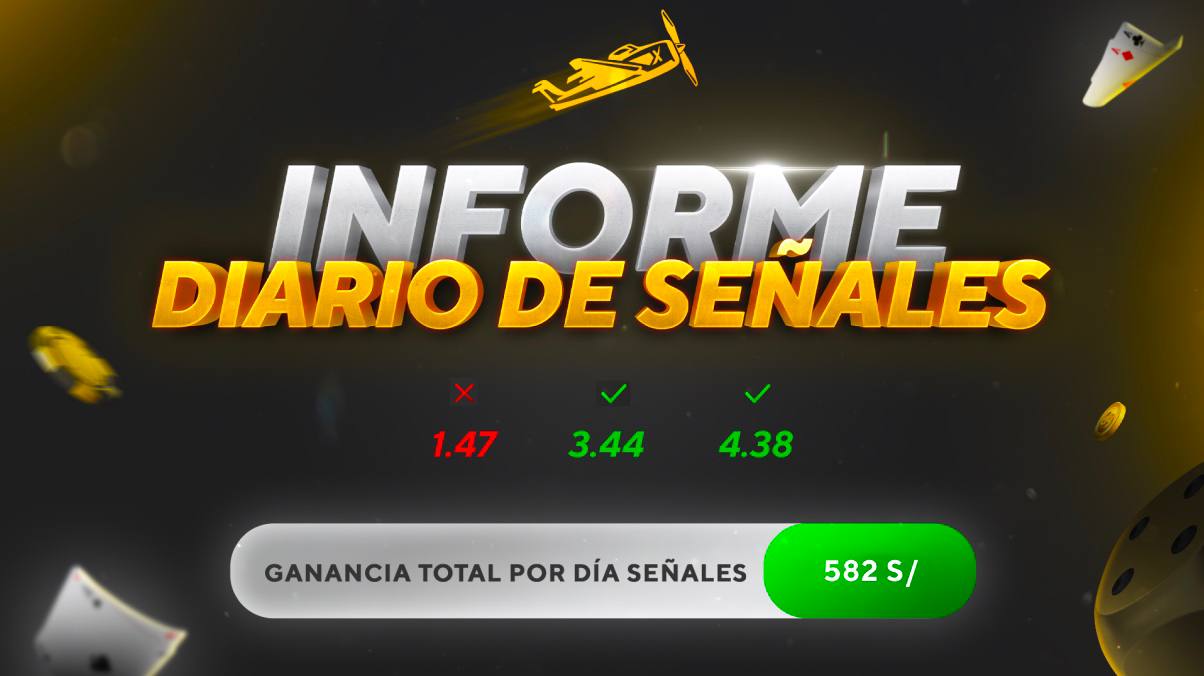 INFORME
DIARIO DE SEÑALES
1.47 3.44 4.38
GANANCIA TOTAL POR DÍA SEÑALES 582 S/